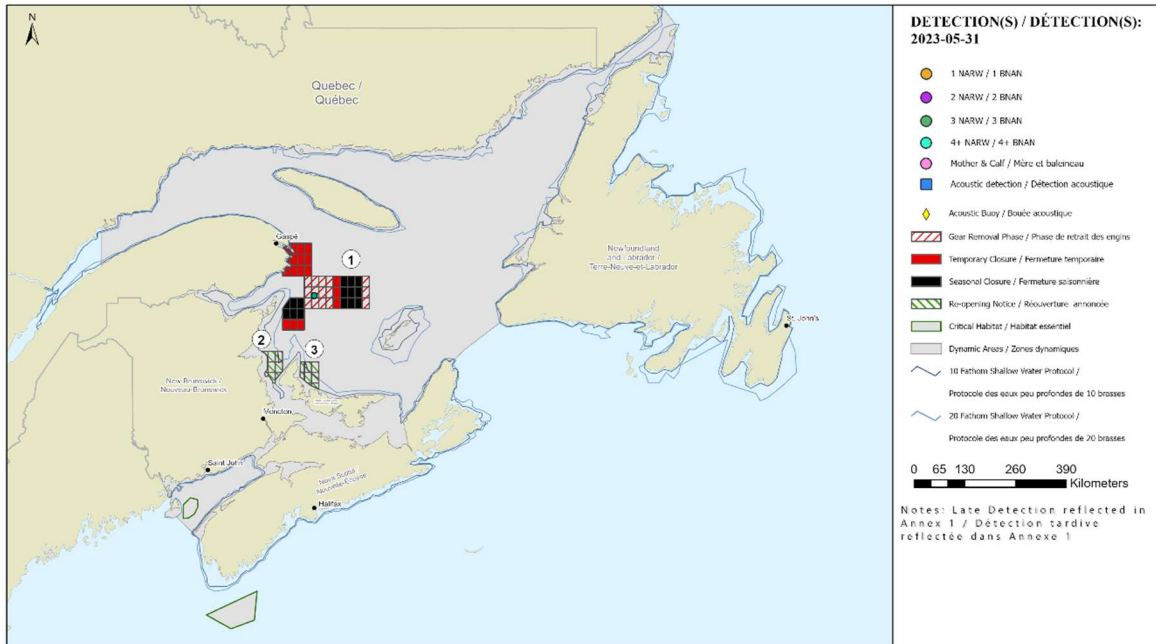 N
Quebec /
Québec
Gaspé
1
Newfoundland
and Labrador /
Terre-Neuve-et-Labrador
St. John's
2
3
New Brunswick /
Nouveau-Brunswick
Moncton
Saint John
Nova Scotia /
Nouvelle-Écosse
Halifax
DETECTION(S) / DÉTECTION(S):
2023-05-31
1 NARW / 1 BNAN
2 NARW / 2 BNAN
3 NARW / 3 BNAN
4+ NARW / 4+ BNAN
Mother & Calf / Mère et baleineau
Acoustic detection / Détection acoustique
Acoustic Buoy / Bouée acoustique
Gear Removal Phase / Phase de retrait des engins
Temporary Closure / Fermeture temporaire
Seasonal Closure / Fermeture saisonnière
Re-opening Notice / Réouverture annoncée
Critical Habitat / Habitat essentiel
Dynamic Areas / Zones dynamiques
10 Fathom Shallow Water Protocol /
Protocole des eaux peu profondes de 10 brasses
20 Fathom Shallow Water Protocol /
Protocole des eaux peu profondes de 20 brasses
0 65 130 260 390
Kilometers
Notes: Late Detection reflected in
Annex 1 / Détection tardive
reflectée dans Annexe 1